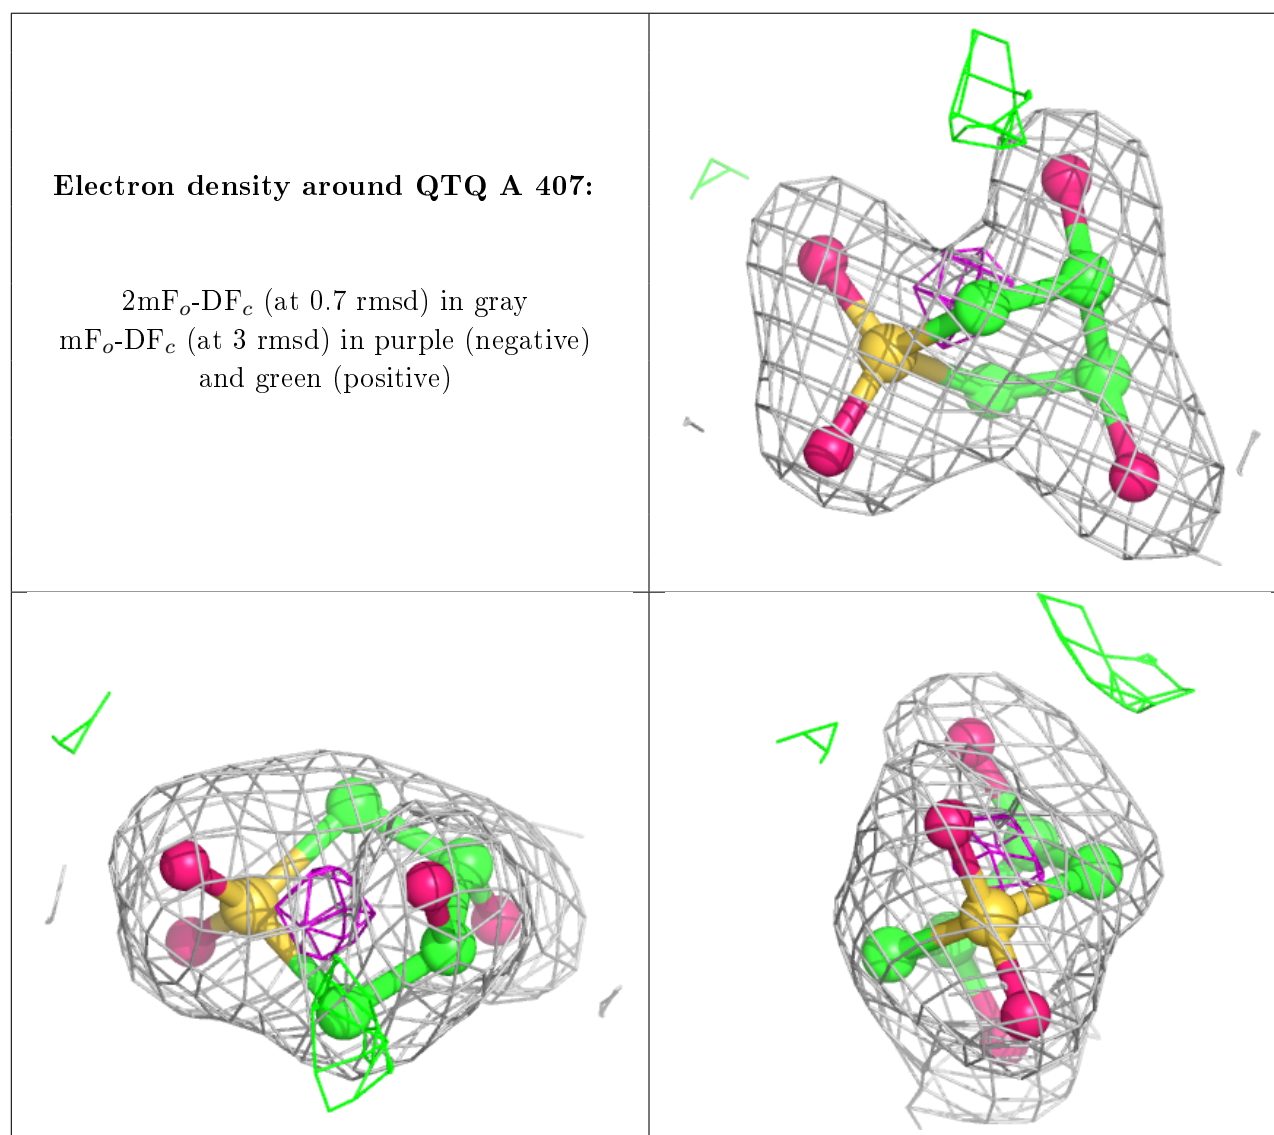 Electron density around QTQ A 407:
2mFo-DFc (at 0.7 rmsd) in gray
mFo-DFc (at 3 rmsd) in purple (negative)
and green (positive)